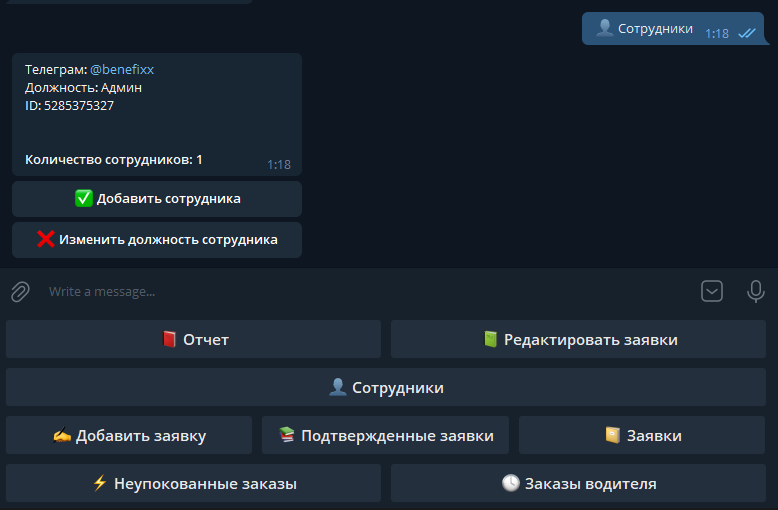 Сотрудники
1:18
Телеграм: @benefixx
Должность: Админ
ID: 5285375327
Количество сотрудников: 1
1:18
Добавить сотрудника
Изменить должность сотрудника
Write a message...
Отчет
Редактировать заявки
Сотрудники
Добавить заявку
Подтвержденные заявки
Заявки
Неупокованные заказы
Заказы водителя